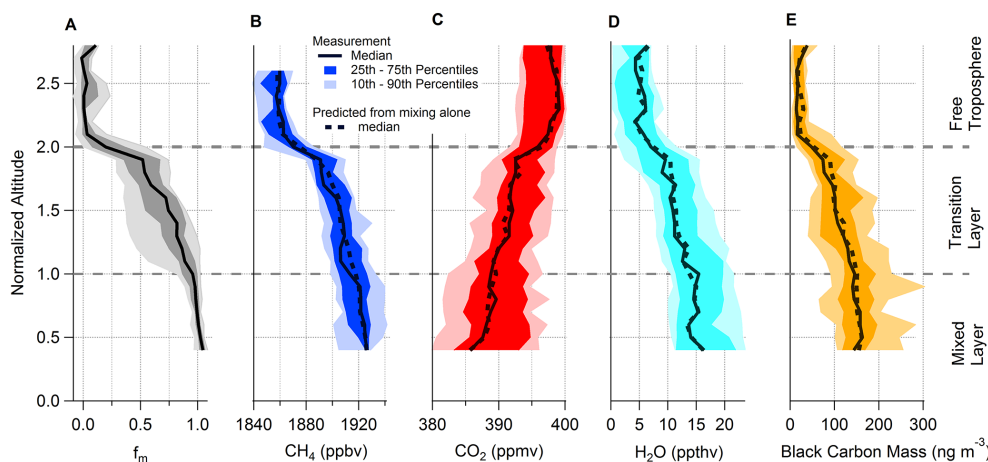 A
B
C
D
E
Measurement
Median
25th - 75th Percentiles
10th - 90th Percentiles
Predicted from mixing alone
median
Normalized Altitude
2.5
2.0
1.5
1.0
0.5
0.0
Free
Troposphere
Transition
Layer
Mixed
Layer
0.0 0.5 1.0
1840 1880 1920
380 390 400
0 5 10 15 20
0 100 200 300
fm
CH4 (ppbv)
CO2 (ppmv)
H2O (ppthv)
Black Carbon Mass (ng m-3)